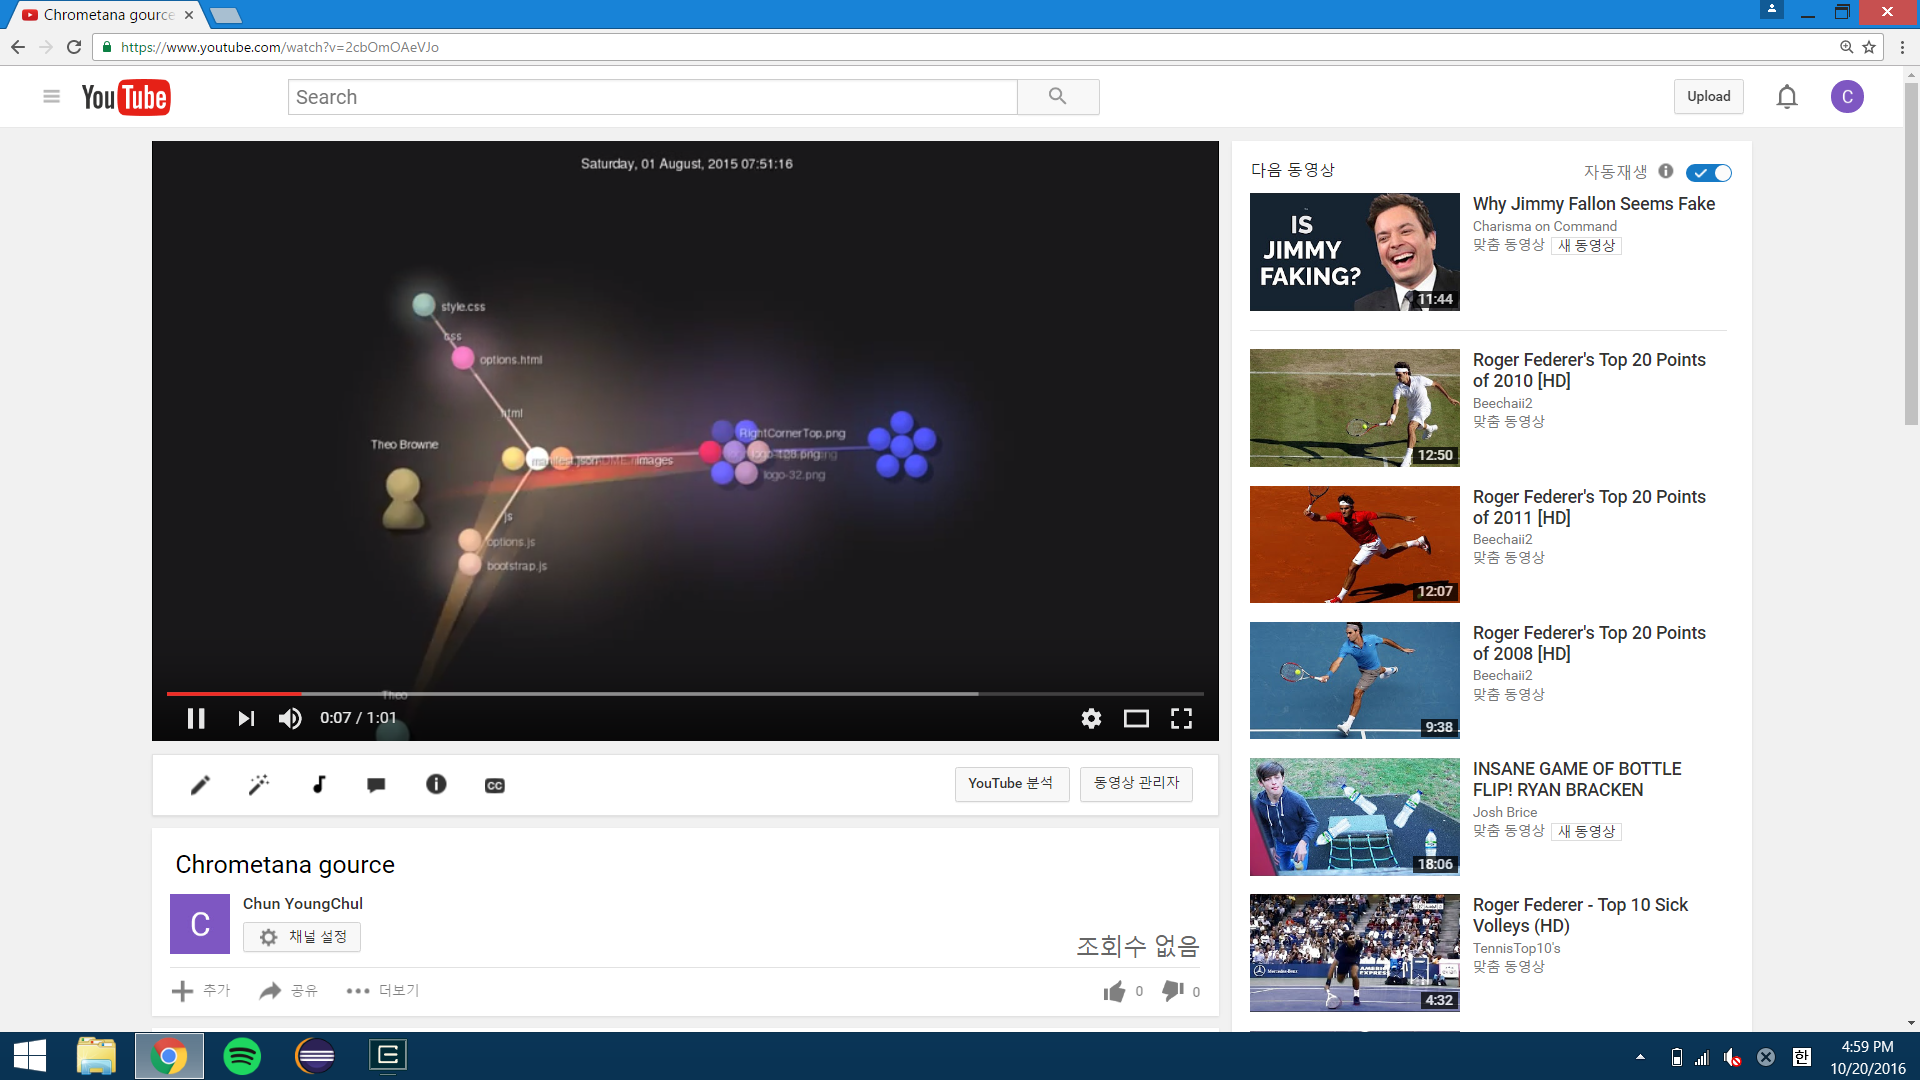 Chrometana gource
https://www.youtube.com/watch?v=2cbOmOAeVJo
YouTube
Search
Upload
C
Saturday, 01 August, 2015 07:51:16
style.css
css
options.html
html
Theo Browne
manifest.json
images
RightCornerTop.png
logo-128.png
logo-32.png
js
options.js
bootstrap.js
Theo
0:07 / 1:01
CC
YouTube 분석
동영상 관리자
Chrometana gource
C
Chun YoungChul
채널 설정
조회수 없음
추가
공유
더보기
0
0
다음 동영상
자동재생
IS
JIMMY
FAKING?
11:44
Why Jimmy Fallon Seems Fake
Charisma on Command
맞춤 동영상 새 동영상
12:50
Roger Federer's Top 20 Points
of 2010 [HD]
Beechaii2
맞춤 동영상
12:07
Roger Federer's Top 20 Points
of 2011 [HD]
Beechaii2
맞춤 동영상
9:38
Roger Federer's Top 20 Points
of 2008 [HD]
Beechaii2
맞춤 동영상
18:06
INSANE GAME OF BOTTLE
FLIP! RYAN BRACKEN
Josh Brice
맞춤 동영상 새 동영상
Mercedes-Benz
4:32
Roger Federer - Top 10 Sick
Volleys (HD)
TennisTop10's
맞춤 동영상
한
4:59 PM
10/20/2016